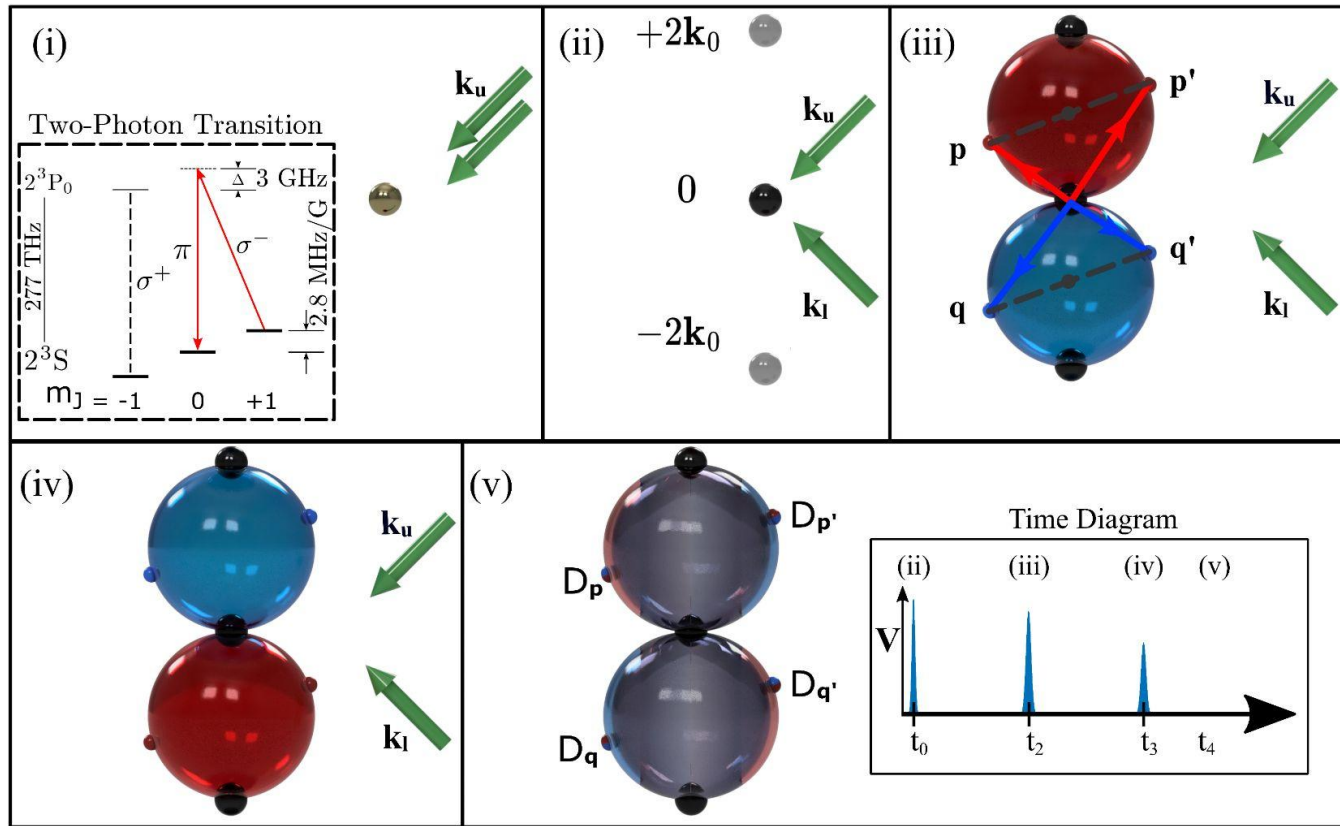 (i)
k_u
Two-Photon Transition
2³P₀
Δ 3 GHz
277 THz
σ⁺
π
σ⁻
2.8 MHz/G
2³S
m_J = -1 0 +1
(ii)
+2k₀
k_u
0
k_l
−2k₀
(iii)
p'
k_u
p
q'
q
k_l
(iv)
k_u
k_l
(v)
D_p'
D_p
D_q'
D_q
Time Diagram
(ii) (iii) (iv) (v)
V
t₀ t₂ t₃ t₄